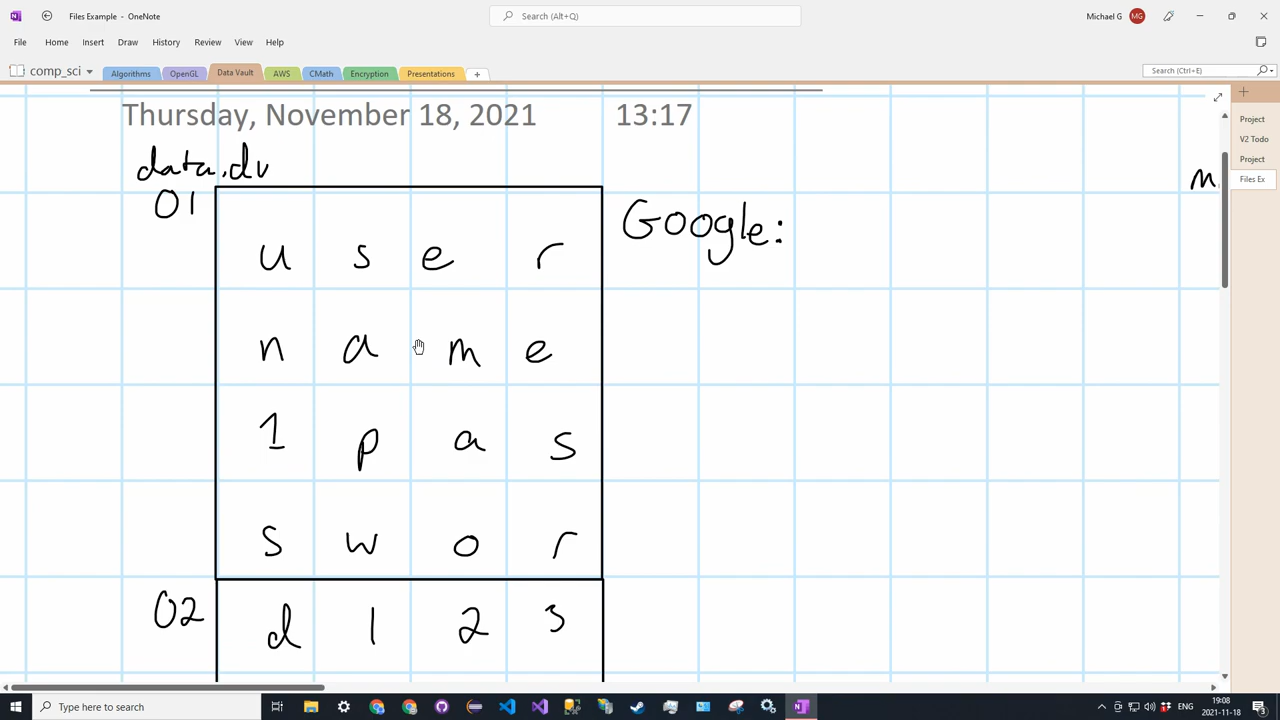 Files Example - OneNote
Search (Alt+Q)
Michael G
MG
File Home Insert Draw History Review View Help
comp_sci
Algorithms OpenGL Data Vault AWS CMath Encryption Presentations +
Search (Ctrl+E)
Thursday, November 18, 2021 13:17
Project
V2 Todo
Project
Files Ex
data.dv
01
Google:
m
u s e r
n a m e
1 p a s
s w o r
02
d 1 2 3
Type here to search
ENG
19:08
2021-11-18